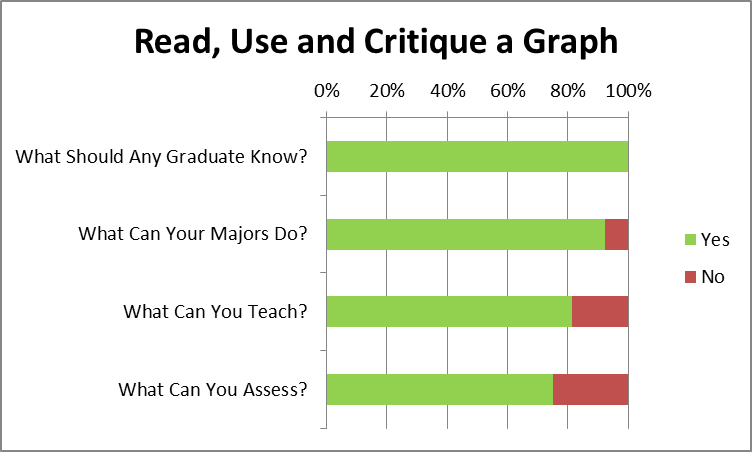 Read, Use and Critique a Graph
0% 20% 40% 60% 80% 100%
What Should Any Graduate Know?
What Can Your Majors Do?
What Can You Teach?
What Can You Assess?
Yes
No